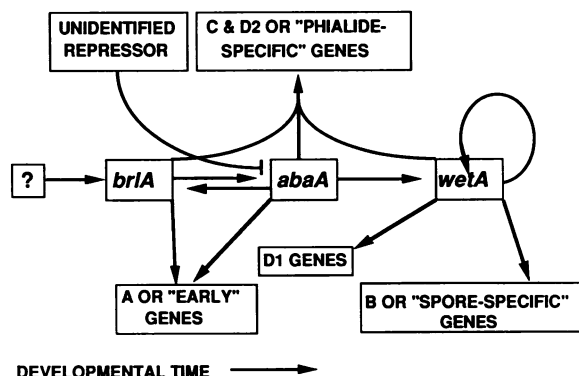 UNIDENTIFIED
REPRESSOR
C & D2 OR "PHIALIDE-
SPECIFIC" GENES
?
brlA
abaA
wetA
D1 GENES
A OR "EARLY"
GENES
B OR "SPORE-SPECIFIC"
GENES
DEVELOPMENTAL TIME